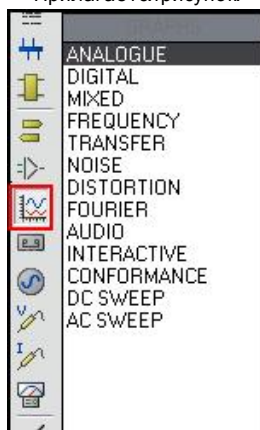 ANALOGUE
DIGITAL
MIXED
FREQUENCY
TRANSFER
NOISE
DISTORTION
FOURIER
AUDIO
INTERACTIVE
CONFORMANCE
DC SWEEP
AC SWEEP
V
I